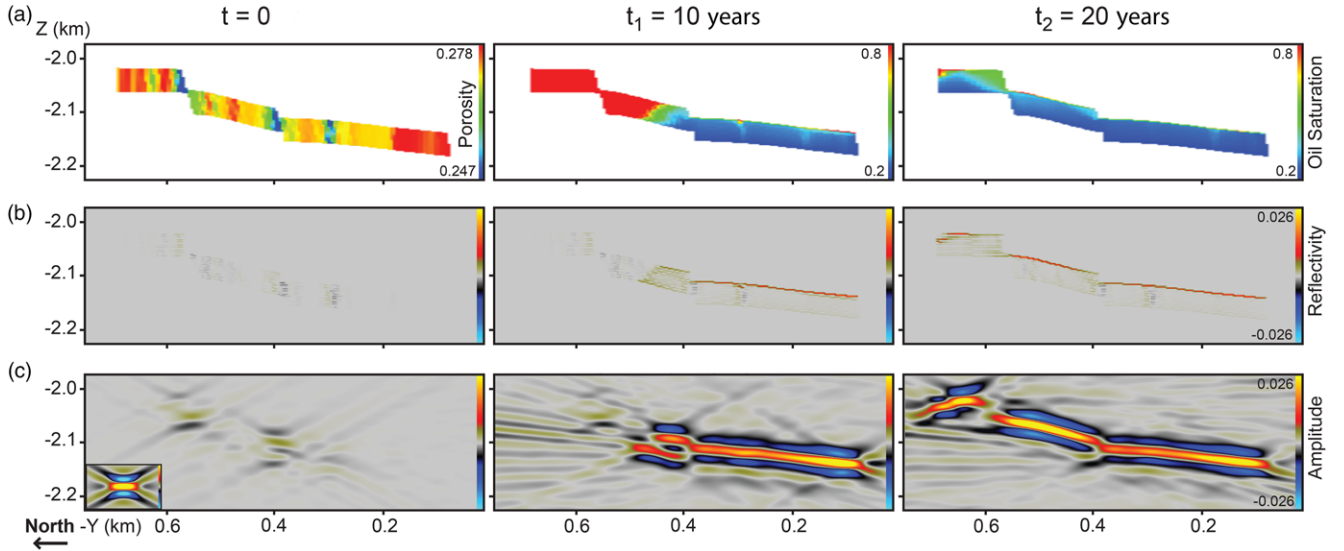 (a) t = 0 t₁ = 10 years t₂ = 20 years
Z (km)
-2.0 0.278 0.8 0.8
-2.1 Porosity Oil Saturation
-2.2 0.247 0.2 0.2
(b)
-2.0 0.026
-2.1 Reflectivity
-2.2 -0.026
(c)
-2.0 0.026
-2.1 Amplitude
-2.2 -0.026
North -Y (km) 0.6 0.4 0.2 0.6 0.4 0.2 0.6 0.4 0.2